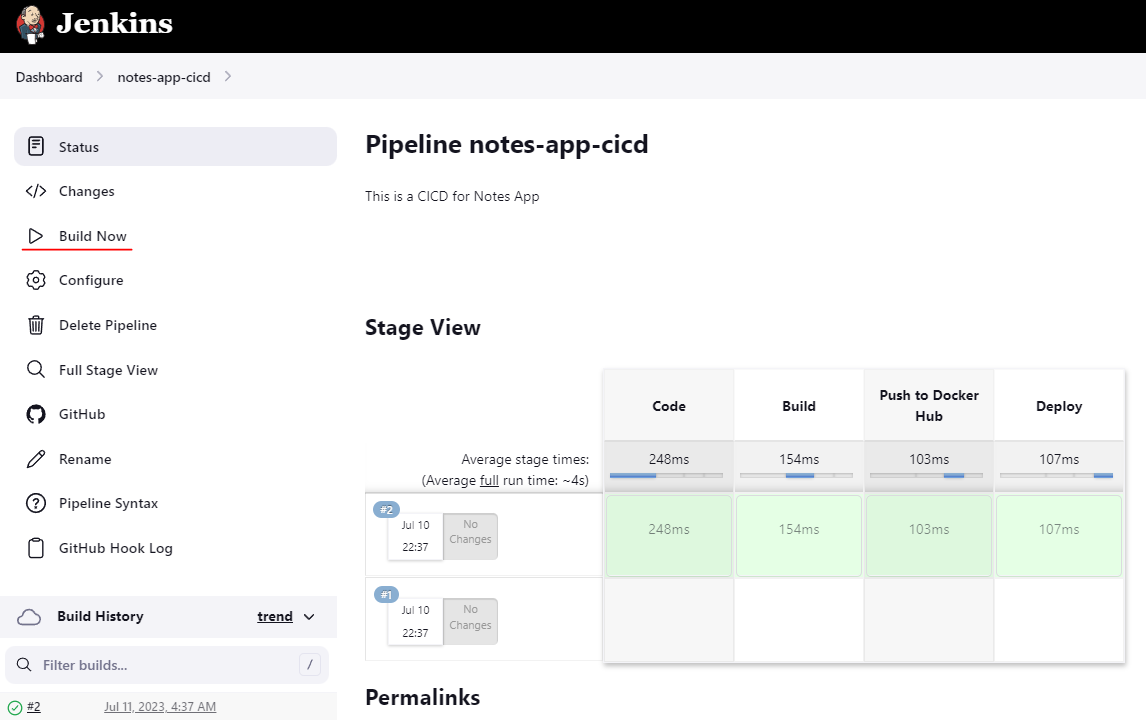 Jenkins
Dashboard
notes-app-cicd
Status
Changes
Build Now
Configure
Delete Pipeline
Full Stage View
GitHub
Rename
Pipeline Syntax
GitHub Hook Log
Build History
trend
Filter builds...
/
#2
Jul 11, 2023, 4:37 AM
Pipeline notes-app-cicd
This is a CICD for Notes App
Stage View
Code
Build
Push to Docker
Hub
Deploy
Average stage times:
(Average full run time: ~4s)
248ms
154ms
103ms
107ms
#2
Jul 10
22:37
No
Changes
248ms
154ms
103ms
107ms
#1
Jul 10
22:37
No
Changes
Permalinks